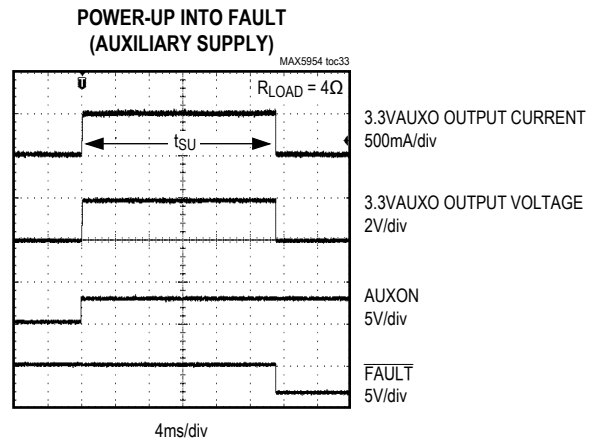 POWER-UP INTO FAULT
(AUXILIARY SUPPLY)
MAX5954 toc33
T
RLOAD = 4Ω
3.3VAUXO OUTPUT CURRENT
500mA/div
tSU
3.3VAUXO OUTPUT VOLTAGE
2V/div
AUXON
5V/div
FAULT
5V/div
4ms/div